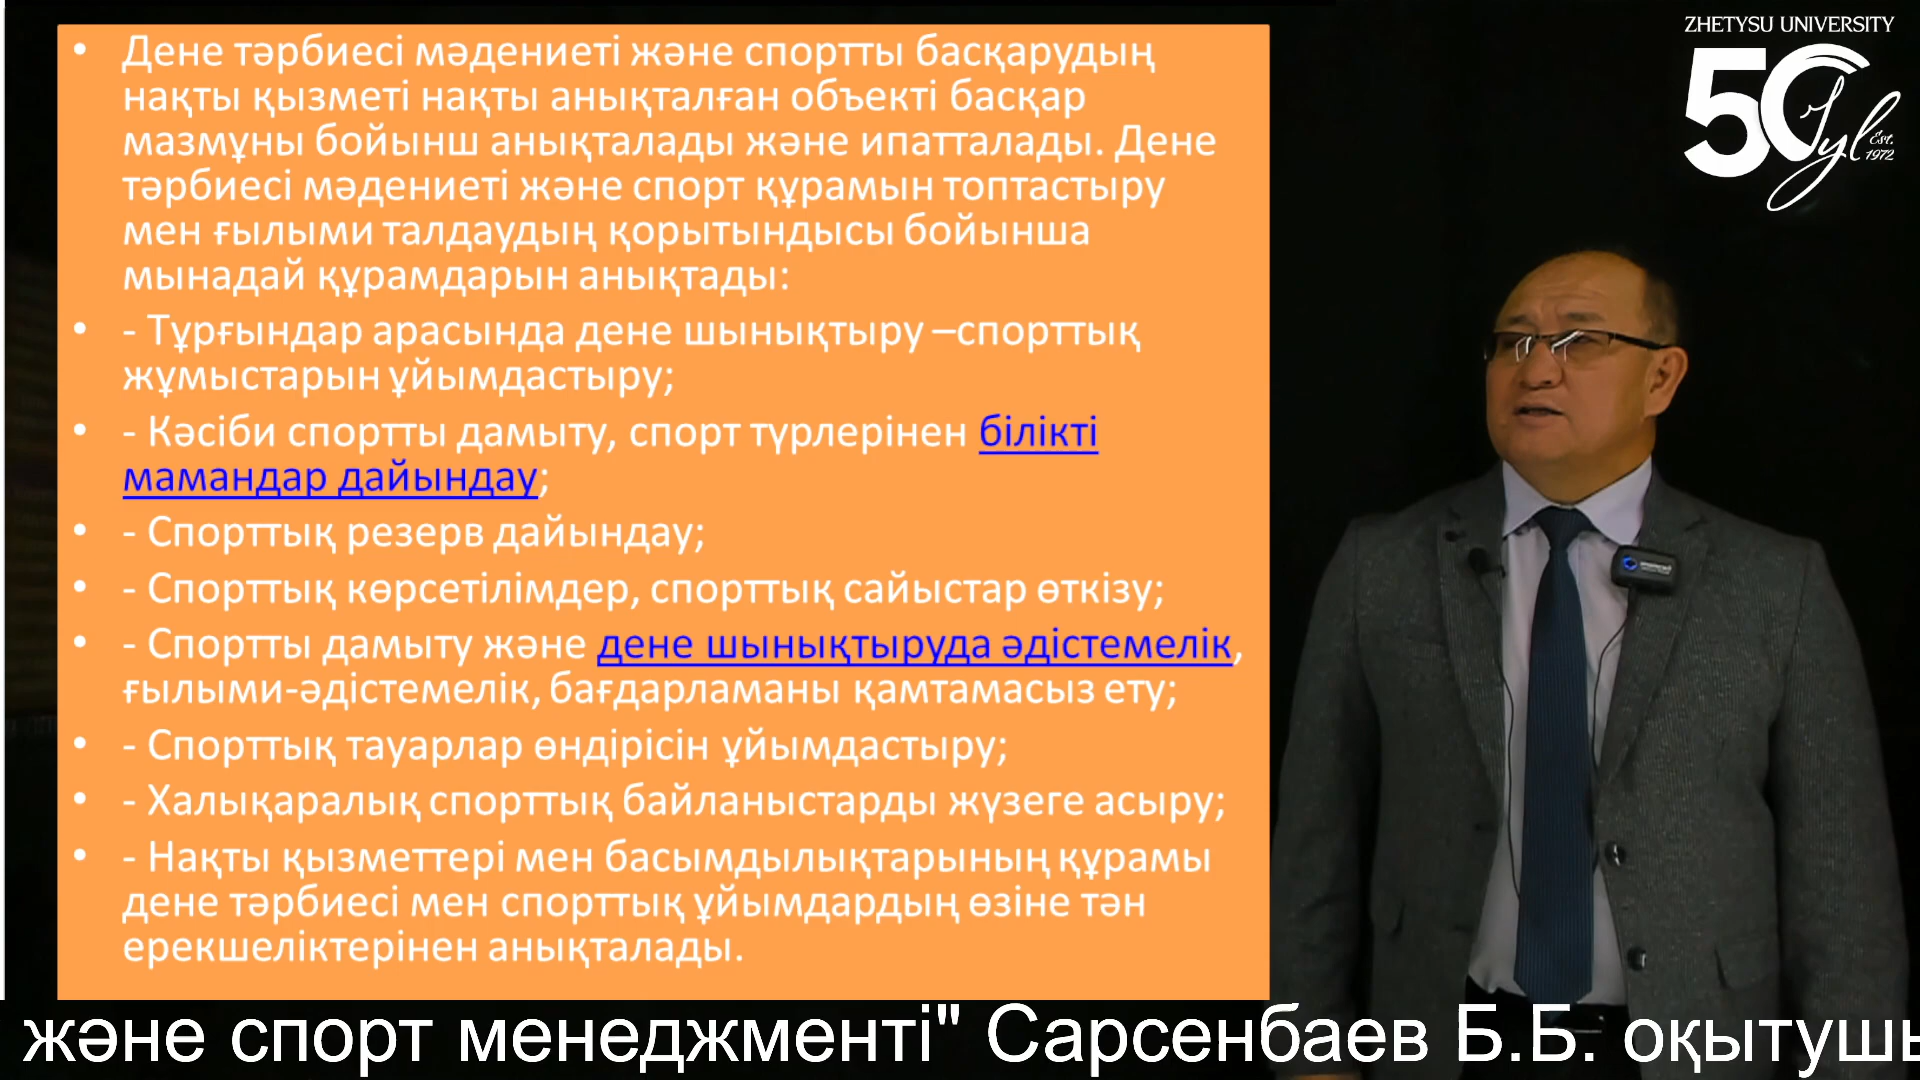 • Дене тәрбиесі мәдениеті және спортты басқарудың
нақты қызметі нақты анықталған объекті басқар
мазмұны бойынш анықталады және ипатталады. Дене
тәрбиесі мәдениеті және спорт құрамын топтастыру
мен ғылыми талдаудың қорытындысы бойынша
мынадай құрамдарын анықтады:
• - Тұрғындар арасында дене шынықтыру –спорттық
жұмыстарын ұйымдастыру;
• - Кәсіби спортты дамыту, спорт түрлерінен білікті
мамандар дайындау;
• - Спорттық резерв дайындау;
• - Спорттық көрсетілімдер, спорттық сайыстар өткізу;
• - Спортты дамыту және дене шынықтыруда әдістемелік,
ғылыми-әдістемелік, бағдарламаны қамтамасыз ету;
• - Спорттық тауарлар өндірісін ұйымдастыру;
• - Халықаралық спорттық байланыстарды жүзеге асыру;
• - Нақты қызметтері мен басымдылықтарының құрамы
дене тәрбиесі мен спорттық ұйымдардың өзіне тән
ерекшеліктерінен анықталады.
ZHETYSU UNIVERSITY
50 jyl
Est.
1972
және спорт менеджменті" Сарсенбаев Б.Б. оқытушы